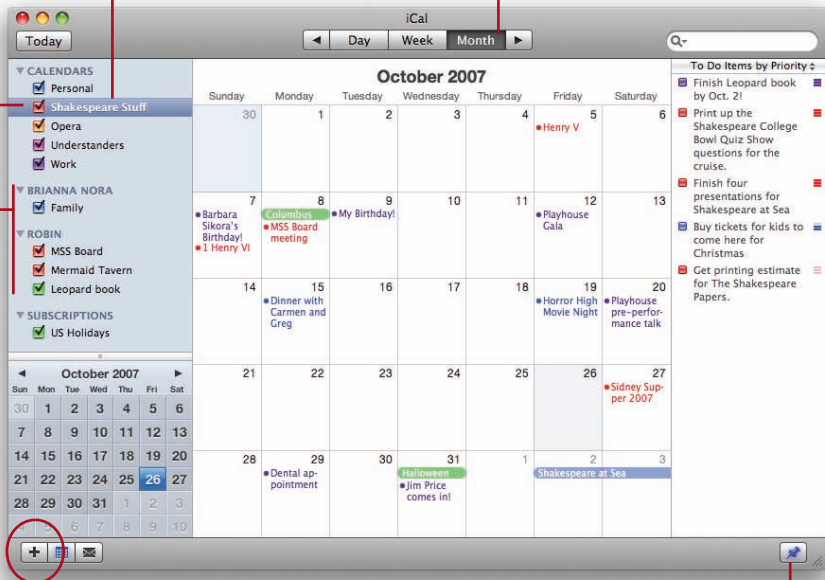 iCal
Today
Day Week Month
CALENDARS
Personal
Shakespeare Stuff
Opera
Understanders
Work
BRIANNA NORA
Family
ROBIN
MSS Board
Mermaid Tavern
Leopard book
SUBSCRIPTIONS
US Holidays
October 2007
Sun Mon Tue Wed Thu Fri Sat
30 1 2 3 4 5 6
7 8 9 10 11 12 13
14 15 16 17 18 19 20
21 22 23 24 25 26 27
28 29 30 31 1 2 3
4 5 6 7 8 9 10
October 2007
Sunday Monday Tuesday Wednesday Thursday Friday Saturday
30 1 2 3 4 5 6
Henry V
7 8 9 10 11 12 13
Barbara
Sikora's
Birthday!
1 Henry VI
Columbus
MSS Board
meeting
My Birthday!
Playhouse
Gala
14 15 16 17 18 19 20
Dinner with
Carmen and
Greg
Horror High
Movie Night
Playhouse
pre-perfor-
mance talk
21 22 23 24 25 26 27
Sidney Sup-
per 2007
28 29 30 31 1 2 3
Dental ap-
pointment
Halloween
Jim Price
comes in!
Shakespeare at Sea
To Do Items by Priority
Finish Leopard book
by Oct. 2!
Print up the
Shakespeare College
Bowl Quiz Show
questions for the
cruise.
Finish four
presentations for
Shakespeare at Sea
Buy tickets for kids to
come here for
Christmas
Get printing estimate
for The Shakespeare
Papers.